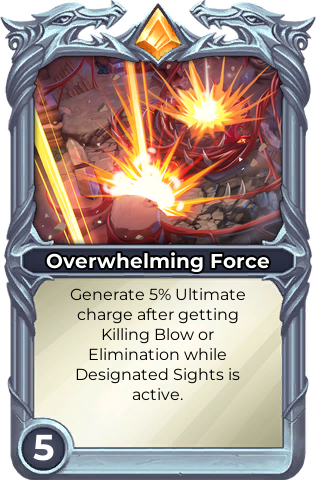 Overwhelming Force
Generate 5% Ultimate
charge after getting
Killing Blow or
Elimination while
Designated Sights is
active.
5